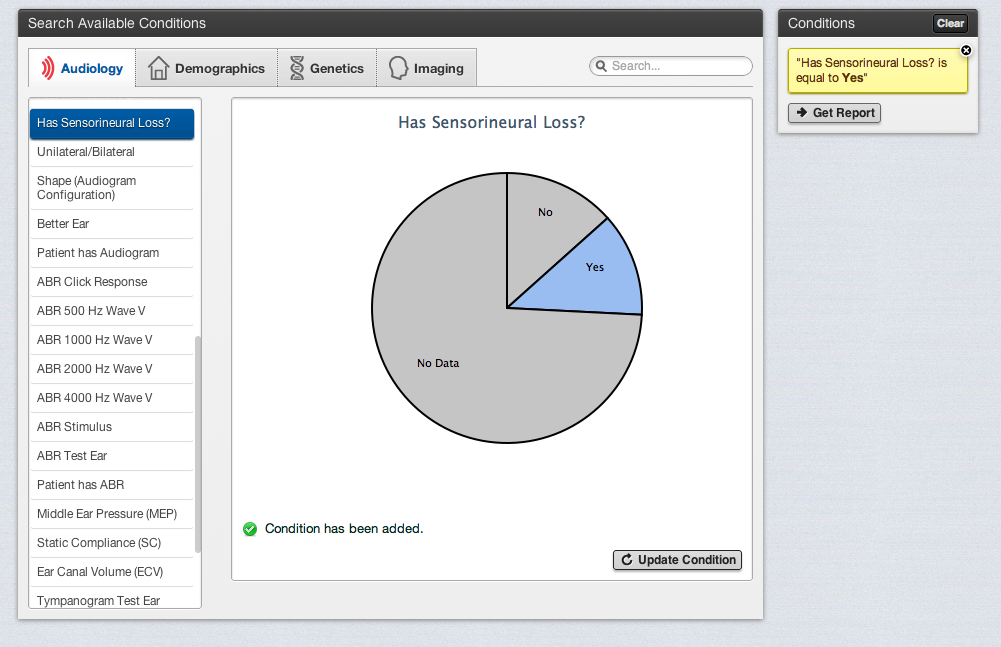 Search Available Conditions
Audiology
Demographics
Genetics
Imaging
Search...
Has Sensorineural Loss?
Unilateral/Bilateral
Shape (Audiogram
Configuration)
Better Ear
Patient has Audiogram
ABR Click Response
ABR 500 Hz Wave V
ABR 1000 Hz Wave V
ABR 2000 Hz Wave V
ABR 4000 Hz Wave V
ABR Stimulus
ABR Test Ear
Patient has ABR
Middle Ear Pressure (MEP)
Static Compliance (SC)
Ear Canal Volume (ECV)
Tympanogram Test Ear
Has Sensorineural Loss?
No
Yes
No Data
Condition has been added.
Update Condition
Conditions
Clear
"Has Sensorineural Loss? is
equal to Yes"
Get Report